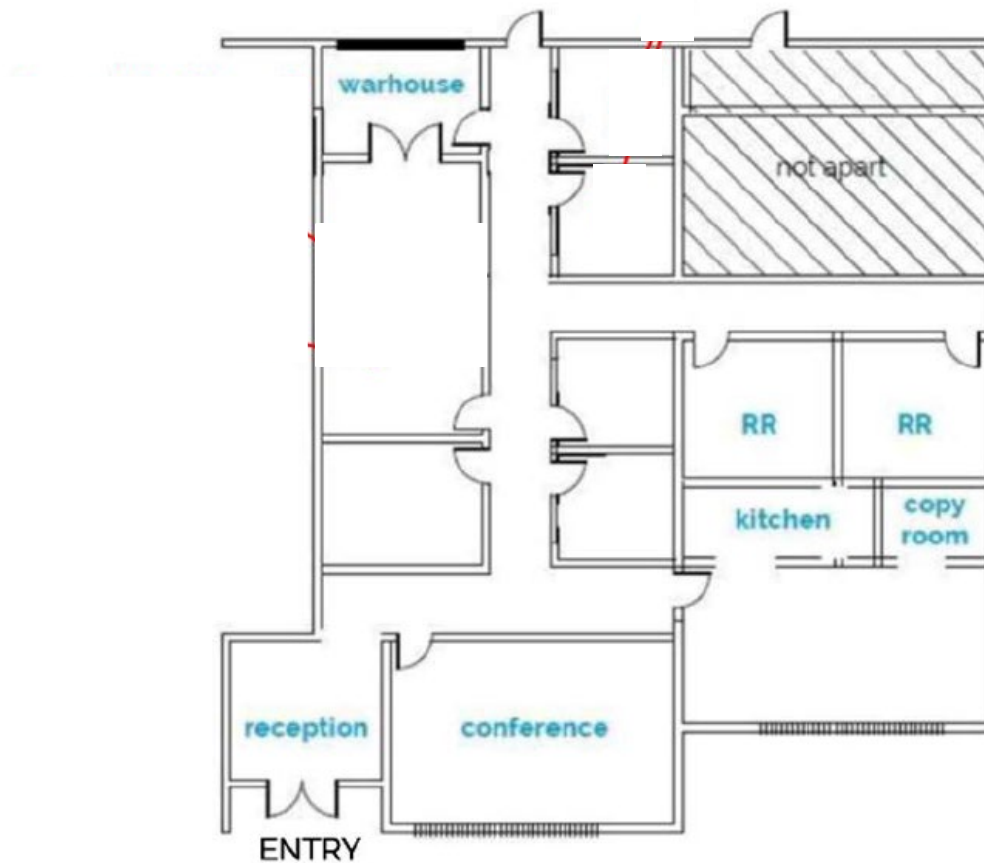 warhouse
not apart
RR
RR
kitchen
copy
room
reception
conference
ENTRY